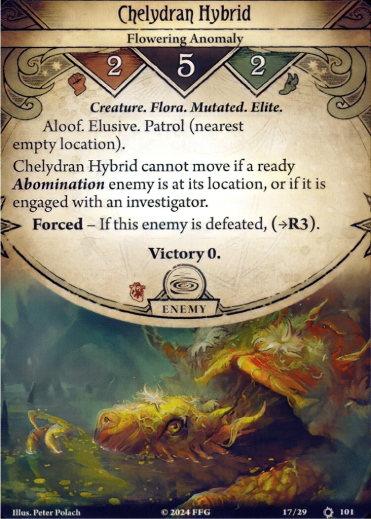 Chelydran Hybrid
Flowering Anomaly
2 5 2
Creature. Flora. Mutated. Elite.
Aloof. Elusive. Patrol (nearest
empty location).
Chelydran Hybrid cannot move if a ready
Abomination enemy is at its location, or if it is
engaged with an investigator.
Forced – If this enemy is defeated, (→R3).
Victory 0.
ENEMY
Illus. Peter Polach © 2024 FFG 17/29 101